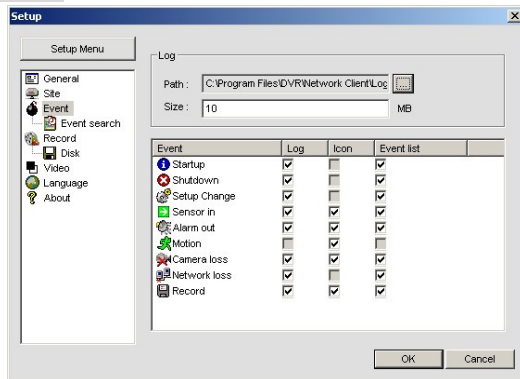 Setup
Setup Menu
General
Site
Event
Event search
Record
Disk
Video
Language
About
Log
Path : C:\Program Files\DVR\Network Client\Log ...
Size : 10 MB
Event Log Icon Event list
Startup
Shutdown
Setup Change
Sensor in
Alarm out
Motion
Camera loss
Network loss
Record
OK Cancel